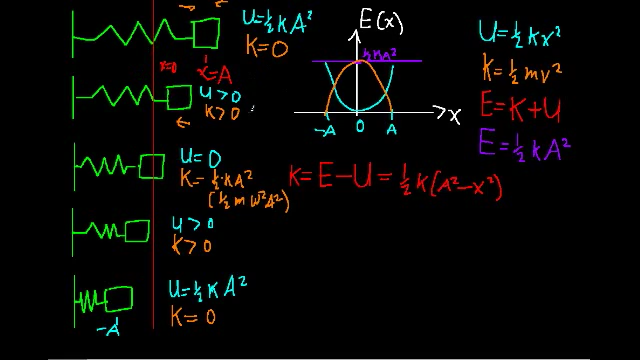 U=½kA²
K=0
x=0
x=A
U>0
K>0
U=0
K=½kA²
(½mω²A²)
U>0
K>0
U=½kA²
K=0
-A
E(x)
½kA²
x
-A 0 A
K=E-U=½k(A²-x²)
U=½kx²
K=½mv²
E=K+U
E=½kA²